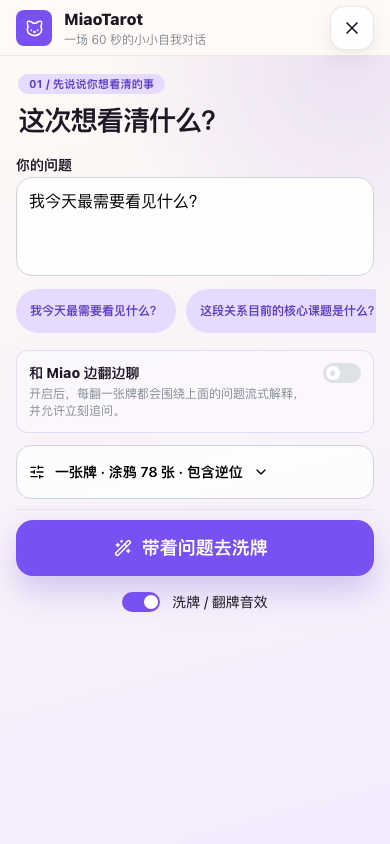 MiaoTarot
一场 60 秒的小小自我对话
01 / 先说说你想看清的事
这次想看清什么?
你的问题
我今天最需要看见什么?
我今天最需要看见什么?
这段关系目前的核心课题是什么?
和 Miao 边翻边聊
开启后，每翻一张牌都会围绕上面的问题流式解释，
并允许立刻追问。
一张牌 · 涂鸦 78 张 · 包含逆位
带着问题去洗牌
洗牌 / 翻牌音效